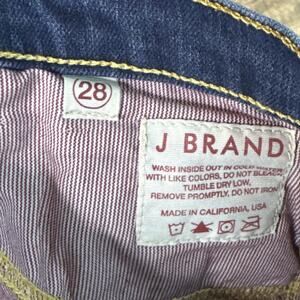 28
J BRAND
WASH INSIDE OUT IN COLD WATER
WITH LIKE COLORS, DO NOT BLEACH
TUMBLE DRY LOW,
REMOVE PROMPTLY, DO NOT IRON
MADE IN CALIFORNIA, USA